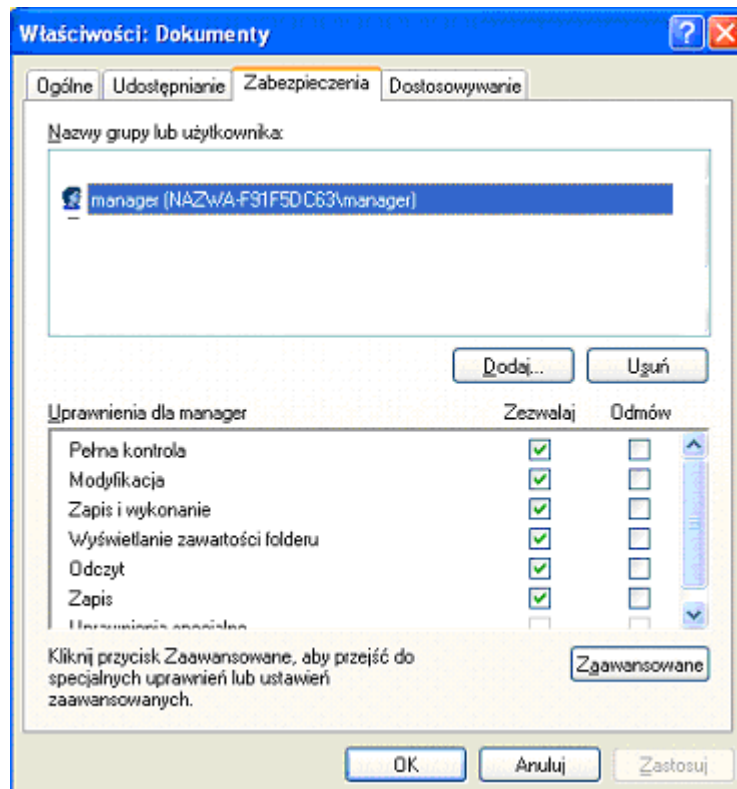 Właściwości: Dokumenty
Ogólne Udostępnianie Zabezpieczenia Dostosowywanie
Nazwy grupy lub użytkownika:
manager (NAZWA-F91F5DC63\manager)
Dodaj... Usuń
Uprawnienia dla manager Zezwalaj Odmów
Pełna kontrola
Modyfikacja
Zapis i wykonanie
Wyświetlanie zawartości folderu
Odczyt
Zapis
Uprawnienia specjalne
Kliknij przycisk Zaawansowane, aby przejść do
specjalnych uprawnień lub ustawień
zaawansowanych.
Zaawansowane
OK Anuluj Zastosuj